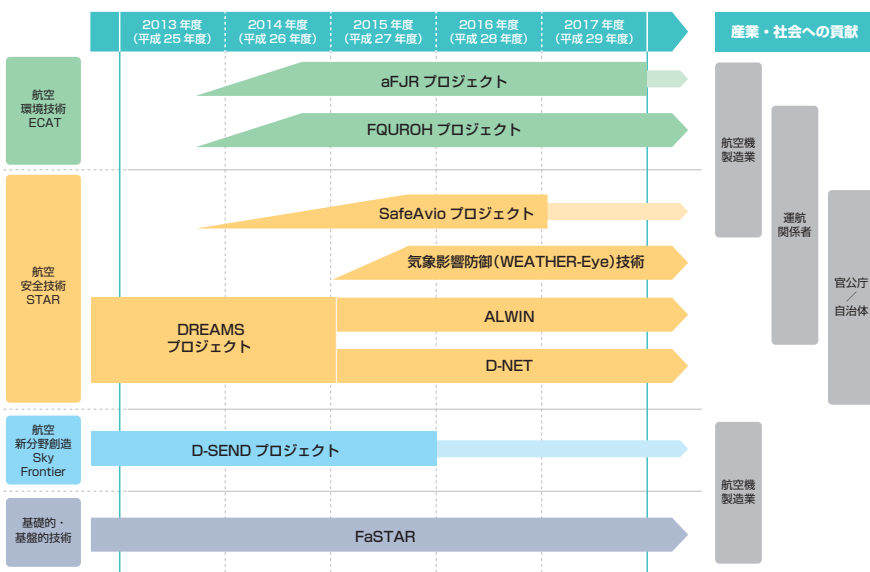 2013年度
(平成25年度)
2014年度
(平成26年度)
2015年度
(平成27年度)
2016年度
(平成28年度)
2017年度
(平成29年度)
産業・社会への貢献
航空
環境技術
ECAT
aFJR プロジェクト
FQUROH プロジェクト
航空機
製造業
運航
関係者
官公庁
／
自治体
航空
安全技術
STAR
SafeAvio プロジェクト
気象影響防御(WEATHER-Eye)技術
DREAMS
プロジェクト
ALWIN
D-NET
航空
新分野創造
Sky
Frontier
D-SEND プロジェクト
航空機
製造業
基礎的・
基盤的技術
FaSTAR